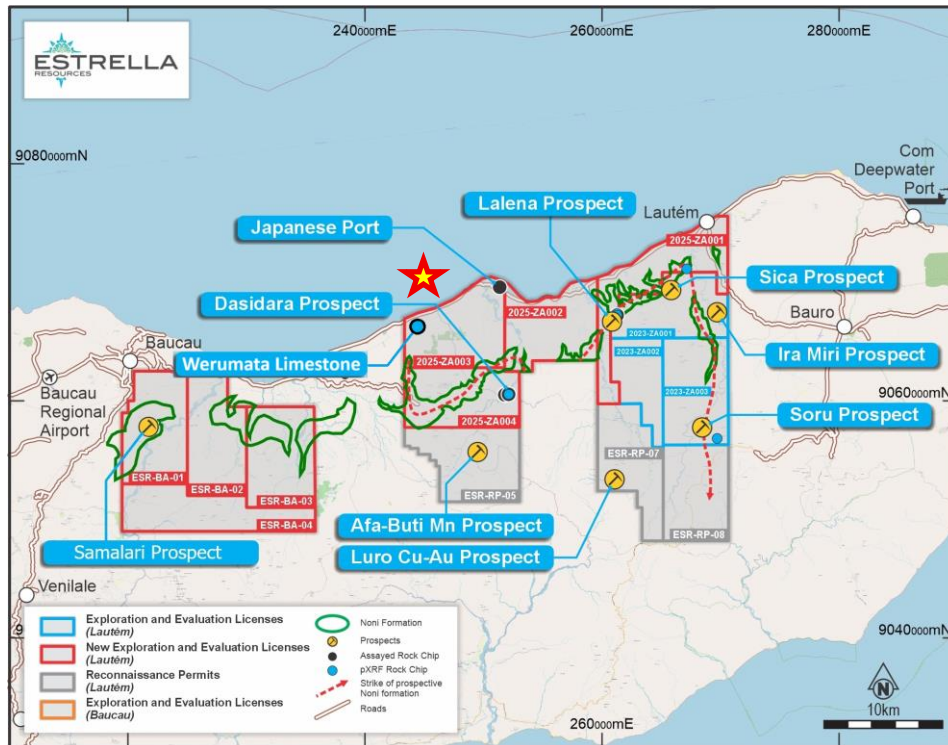 ESTRELLA
RESOURCES
240000mE
260000mE
280000mE
9080000mN
Com
Deepwater
Port
Lalena Prospect
Lautém
Japanese Port
2025-ZA001
Sica Prospect
Dasidara Prospect
2025-ZA002
Bauro
Baucau
Werumata Limestone
2025-ZA003
2023-ZA001
2023-ZA002
Ira Miri Prospect
Baucau
Regional
Airport
2023-ZA003
9060000mN
2025-ZA004
Soru Prospect
ESR-BA-01
ESR-BA-02
ESR-BA-03
ESR-BA-04
ESR-RP-05
ESR-RP-07
ESR-RP-08
Samalari Prospect
Afa-Buti Mn Prospect
Luro Cu-Au Prospect
Venilale
Exploration and Evaluation Licenses
(Lautém)
New Exploration and Evaluation Licenses
(Lautém)
Reconnaissance Permits
(Lautém)
Exploration and Evaluation Licenses
(Baucau)
Noni Formation
Prospects
Assayed Rock Chip
pXRF Rock Chip
Strike of prospective
Noni formation
Roads
9040000mN
260000mE
N
10km